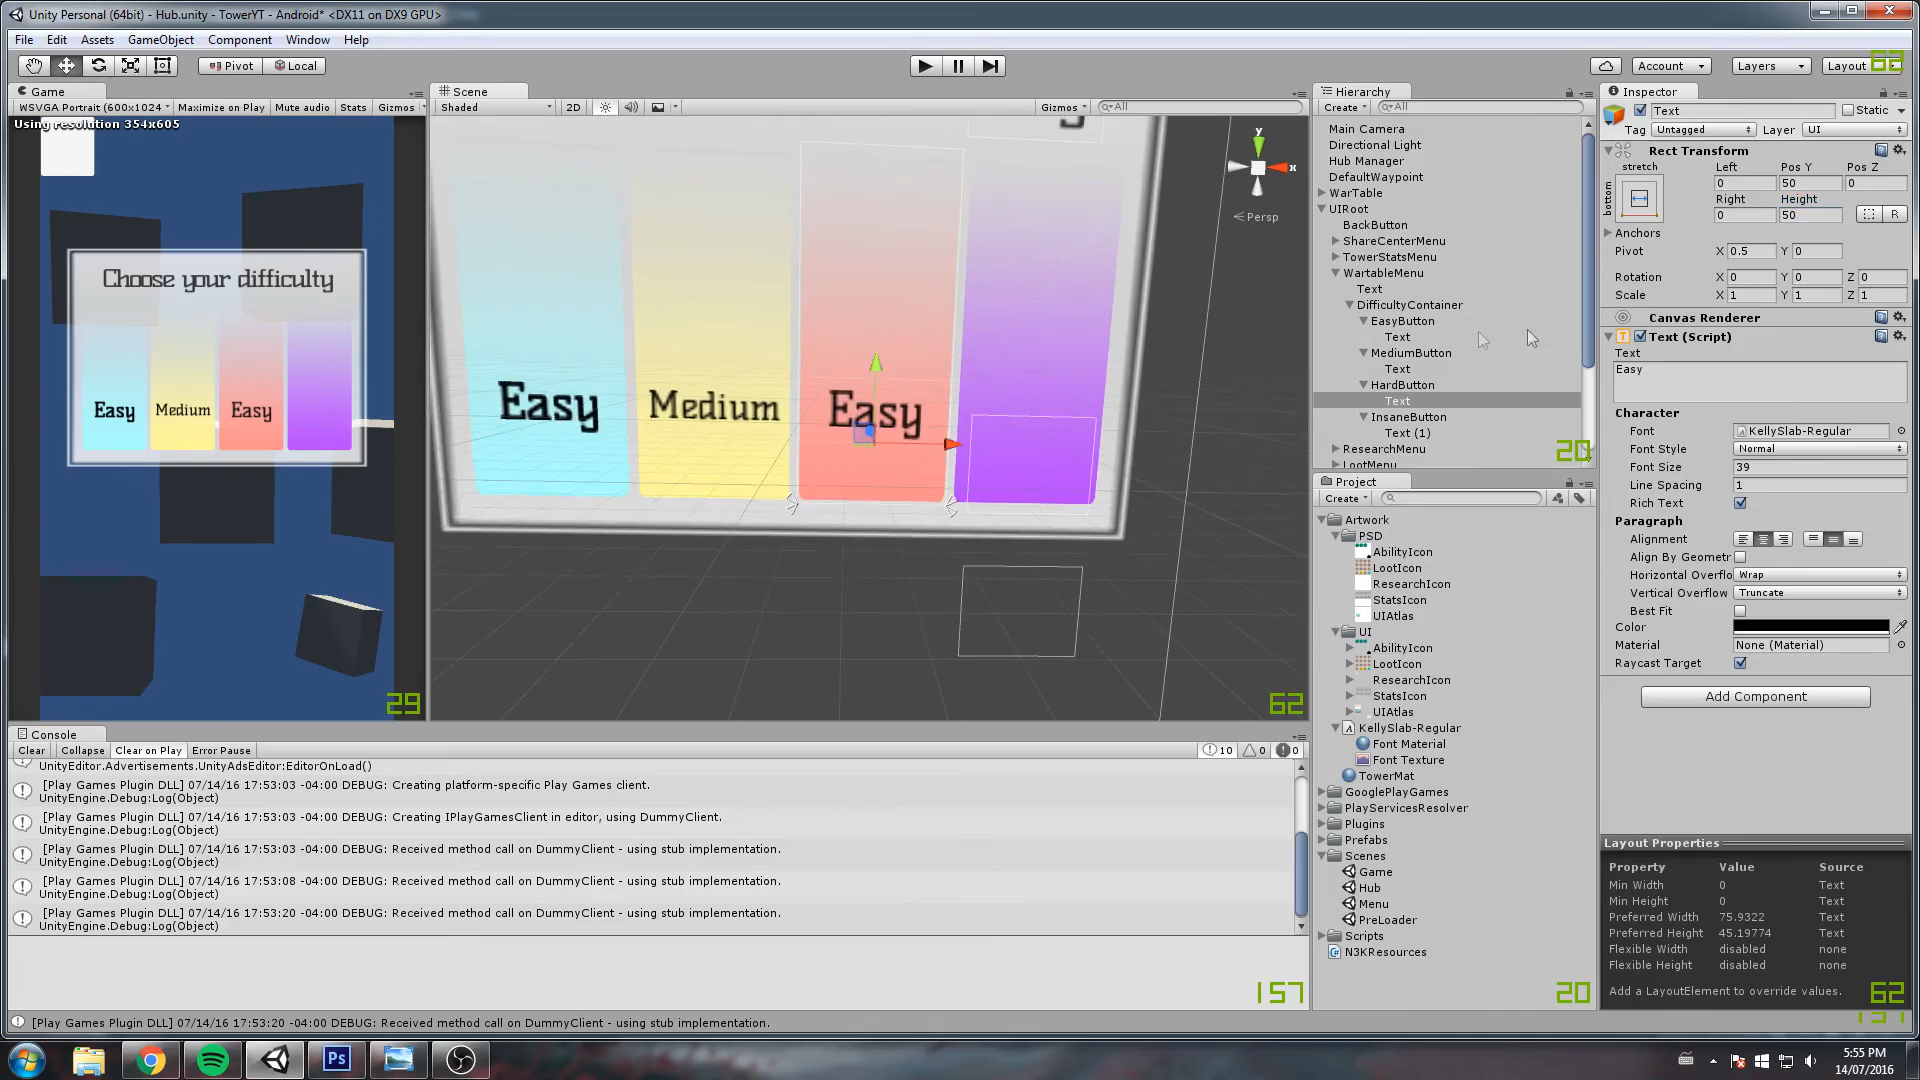 Unity Personal (64bit) - Hub.unity - TowerYT - Android* <DX11 on DX9 GPU>
File Edit Assets GameObject Component Window Help
Pivot Local Account Layers Layout 62
Game
WSVGA Portrait (600x1024 Maximize on Play Mute audio Stats Gizmos
Using resolution 354x605
Choose your difficulty
Easy Medium Easy
29
Scene
Shaded 2D Gizmos All
Easy Medium Easy
y
x
Persp
62
Hierarchy
Create All
Main Camera
Directional Light
Hub Manager
DefaultWaypoint
WarTable
UIRoot
BackButton
ShareCenterMenu
TowerStatsMenu
WartableMenu
Text
DifficultyContainer
EasyButton
Text
MediumButton
Text
HardButton
Text
InsaneButton
Text (1)
ResearchMenu
LootMenu
20
Project
Create
Artwork
PSD
AbilityIcon
LootIcon
ResearchIcon
StatsIcon
UIAtlas
UI
AbilityIcon
LootIcon
ResearchIcon
StatsIcon
UIAtlas
KellySlab-Regular
Font Material
Font Texture
TowerMat
GooglePlayGames
PlayServicesResolver
Plugins
Prefabs
Scenes
Game
Hub
Menu
PreLoader
Scripts
N3KResources
20
Inspector
Text Static
Tag Untagged Layer UI
Rect Transform
stretch Left Pos Y Pos Z
0 50 0
bottom Right Height
0 50 R
Anchors
Pivot X 0.5 Y 0
Rotation X 0 Y 0 Z 0
Scale X 1 Y 1 Z 1
Canvas Renderer
Text (Script)
Text
Easy
Character
Font KellySlab-Regular
Font Style Normal
Font Size 39
Line Spacing 1
Rich Text
Paragraph
Alignment
Align By Geometr
Horizontal Overflo Wrap
Vertical Overflow Truncate
Best Fit
Color
Material None (Material)
Raycast Target
Add Component
Layout Properties
Property Value Source
Min Width 0 Text
Min Height 0 Text
Preferred Width 75.9322 Text
Preferred Height 45.19774 Text
Flexible Width disabled none
Flexible Height disabled none
Add a LayoutElement to override values.
62
Console
Clear Collapse Clear on Play Error Pause 10 0 0
UnityEditor.Advertisements.UnityAdsEditor:EditorOnLoad()
[Play Games Plugin DLL] 07/14/16 17:53:03 -04:00 DEBUG: Creating platform-specific Play Games client.
UnityEngine.Debug:Log(Object)
[Play Games Plugin DLL] 07/14/16 17:53:03 -04:00 DEBUG: Creating IPlayGamesClient in editor, using DummyClient.
UnityEngine.Debug:Log(Object)
[Play Games Plugin DLL] 07/14/16 17:53:03 -04:00 DEBUG: Received method call on DummyClient - using stub implementation.
UnityEngine.Debug:Log(Object)
[Play Games Plugin DLL] 07/14/16 17:53:08 -04:00 DEBUG: Received method call on DummyClient - using stub implementation.
UnityEngine.Debug:Log(Object)
[Play Games Plugin DLL] 07/14/16 17:53:20 -04:00 DEBUG: Received method call on DummyClient - using stub implementation.
UnityEngine.Debug:Log(Object)
157
[Play Games Plugin DLL] 07/14/16 17:53:20 -04:00 DEBUG: Received method call on DummyClient - using stub implementation.
Ps
5:55 PM
14/07/2016